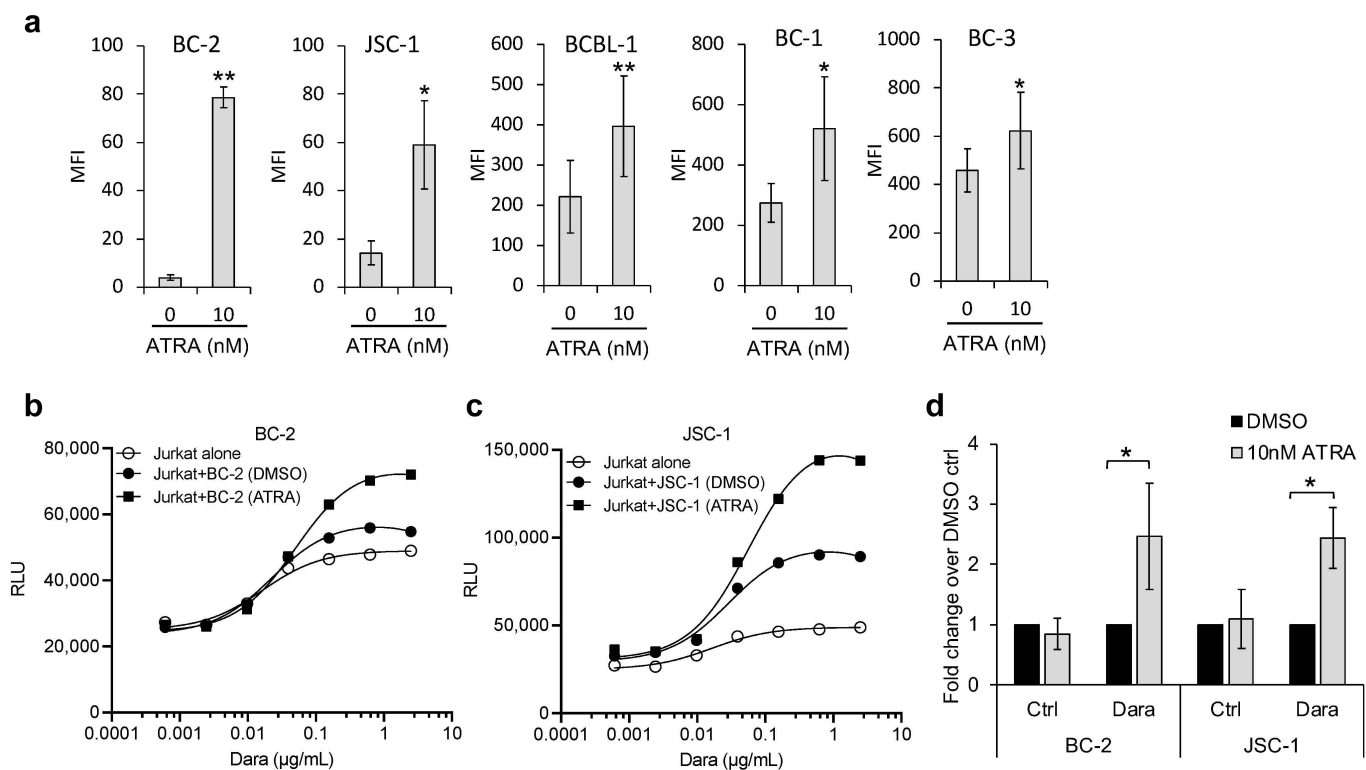 a
BC-2
JSC-1
BCBL-1
BC-1
BC-3
MFI
100
80
60
40
20
0
**
0 10
ATRA (nM)
MFI
100
80
60
40
20
0
*
0 10
ATRA (nM)
MFI
600
500
400
300
200
100
0
**
0 10
ATRA (nM)
MFI
800
600
400
200
0
*
0 10
ATRA (nM)
MFI
1000
800
600
400
200
0
*
0 10
ATRA (nM)
b
BC-2
Jurkat alone
Jurkat+BC-2 (DMSO)
Jurkat+BC-2 (ATRA)
RLU
80,000
60,000
40,000
20,000
0
0.0001 0.001 0.01 0.1 1 10
Dara (µg/mL)
c
JSC-1
Jurkat alone
Jurkat+JSC-1 (DMSO)
Jurkat+JSC-1 (ATRA)
RLU
150,000
100,000
50,000
0
0.0001 0.001 0.01 0.1 1 10
Dara (µg/mL)
d
DMSO
10nM ATRA
Fold change over DMSO ctrl
4
3
2
1
0
*
*
Ctrl Dara Ctrl Dara
BC-2 JSC-1